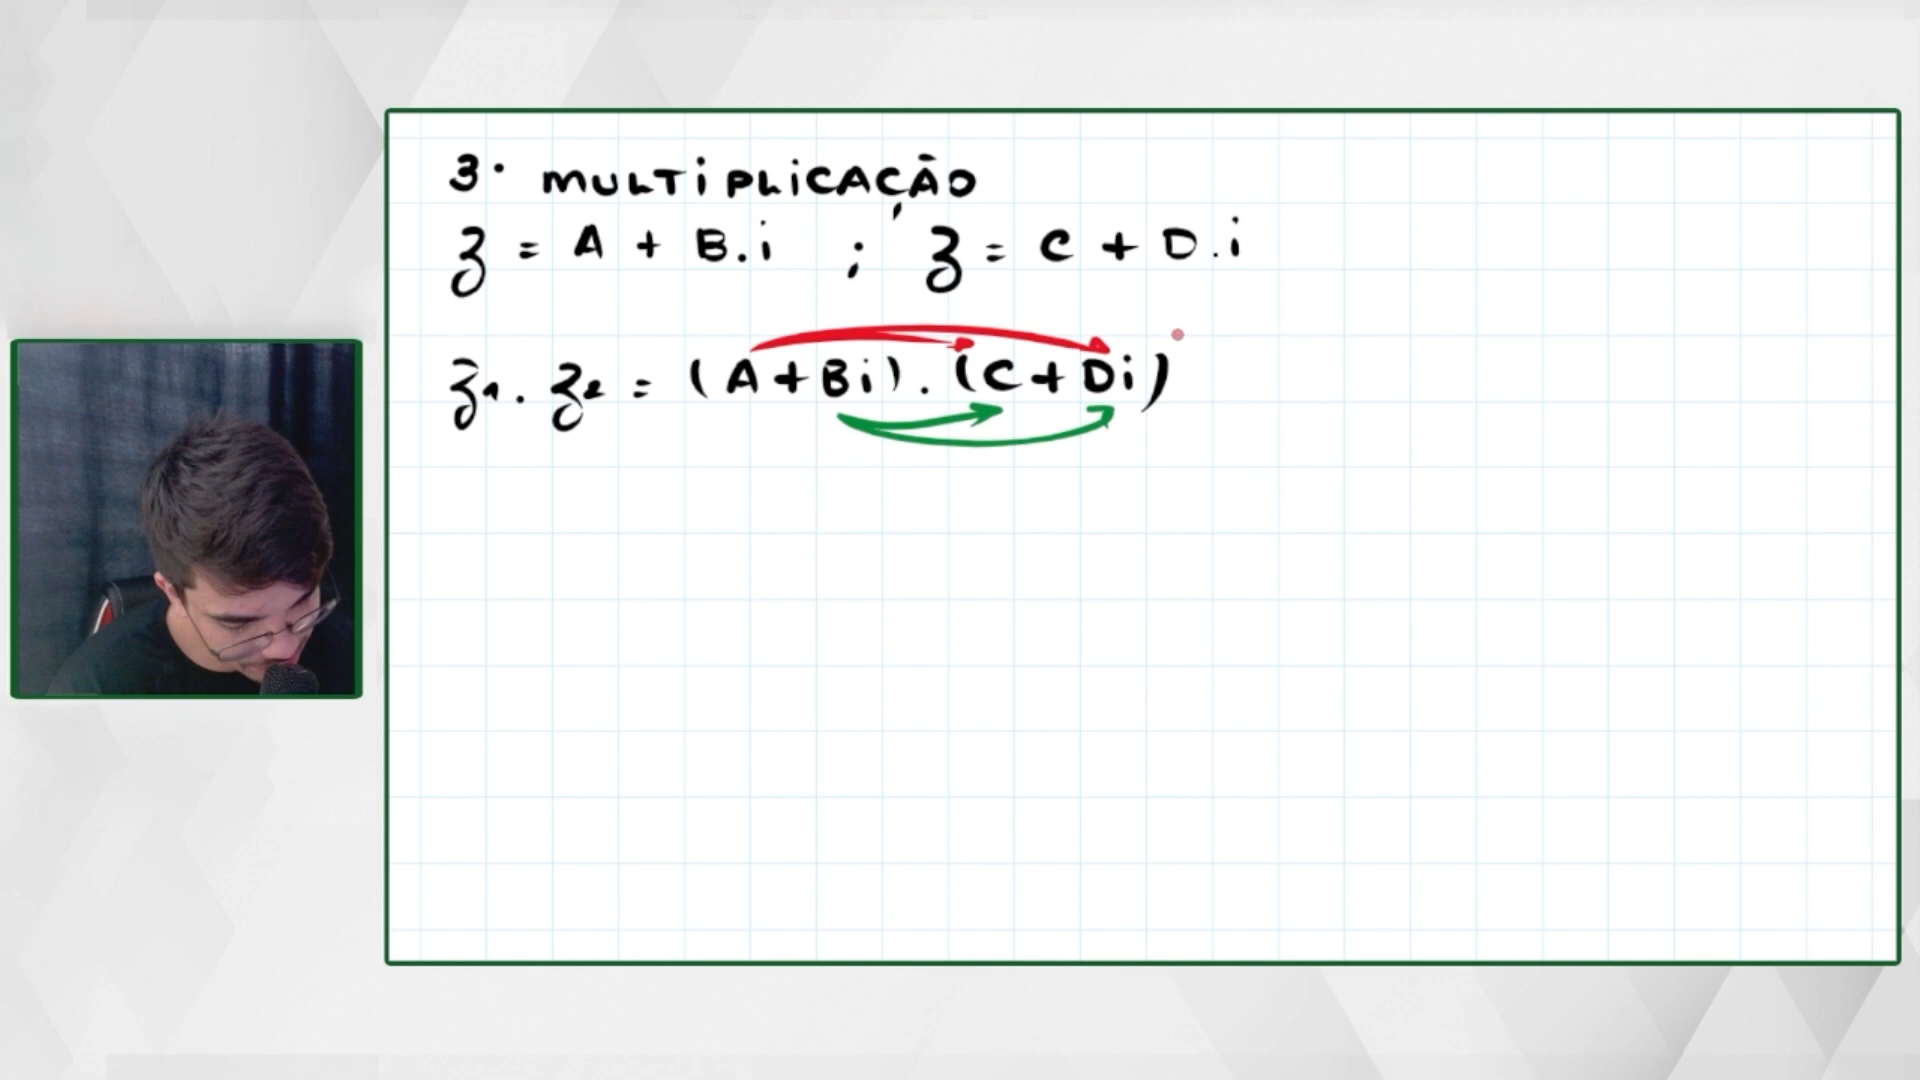 3. MULTiPLiCAÇÃO
z = A + B.i ; z = C + D.i
z1 . z2 = (A+Bi).(C+Di)